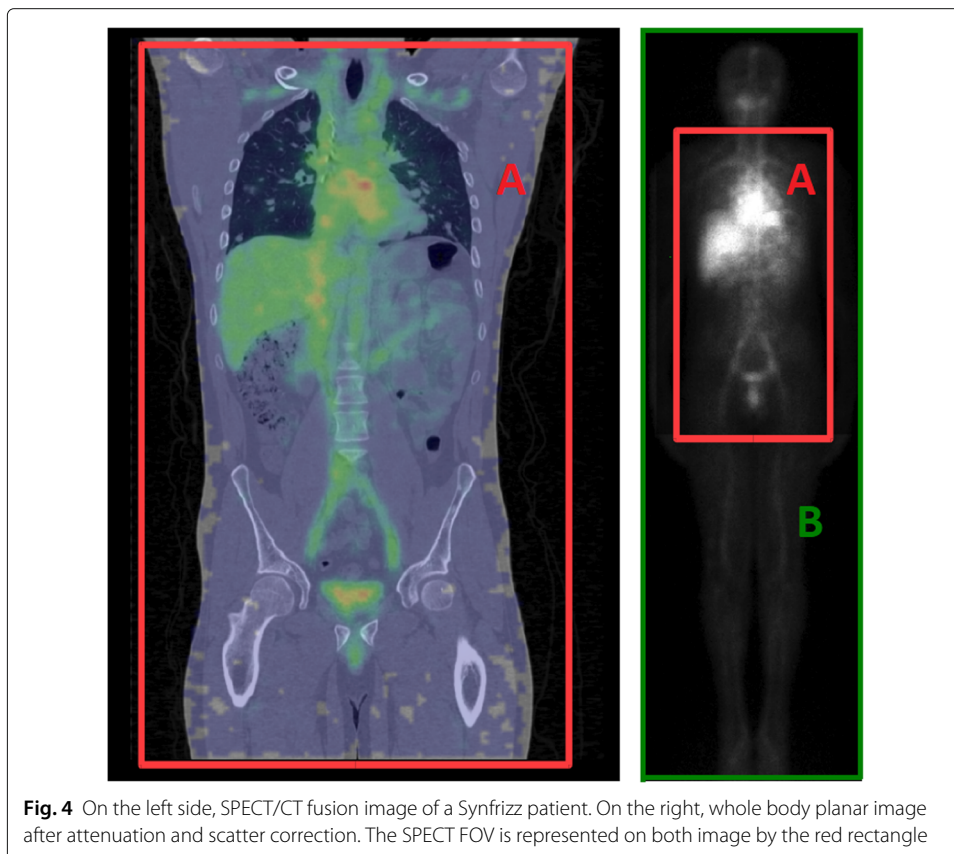 A
A
B
Fig. 4 On the left side, SPECT/CT fusion image of a Synfrizz patient. On the right, whole body planar image
after attenuation and scatter correction. The SPECT FOV is represented on both image by the red rectangle